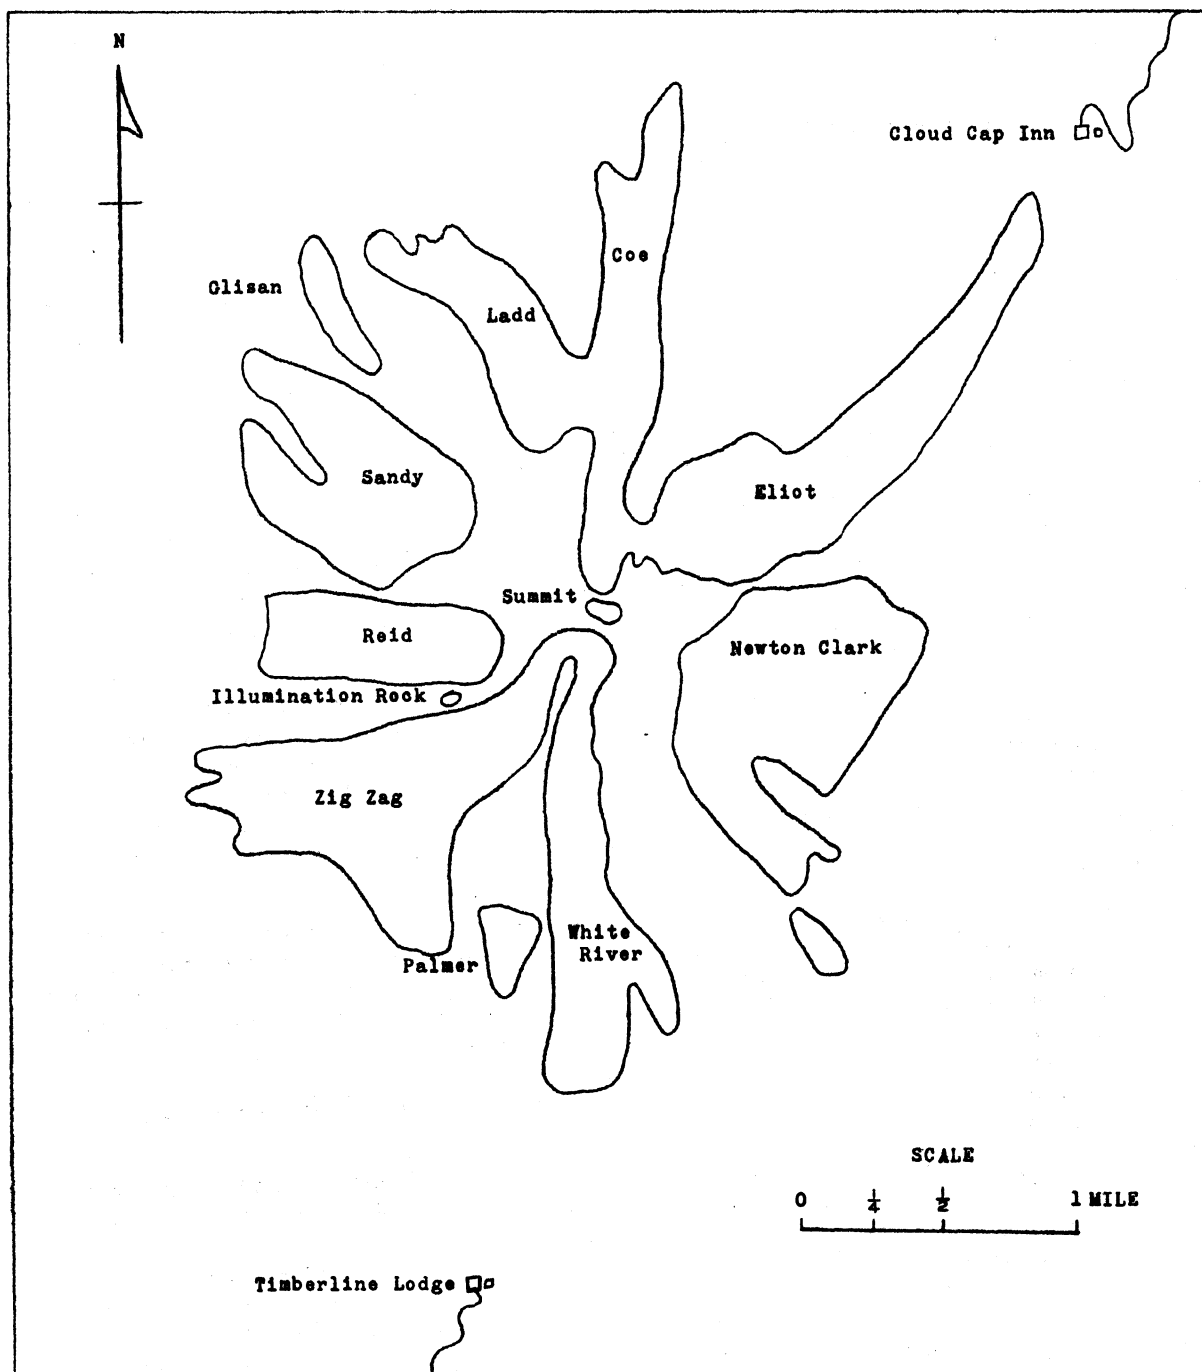 N
Cloud Cap Inn
Coe
Glisan
Ladd
Sandy
Eliot
Summit
Reid
Newton Clark
Illumination Rock
Zig Zag
White
River
Palmer
SCALE
0 1/4 1/2 1 MILE
Timberline Lodge